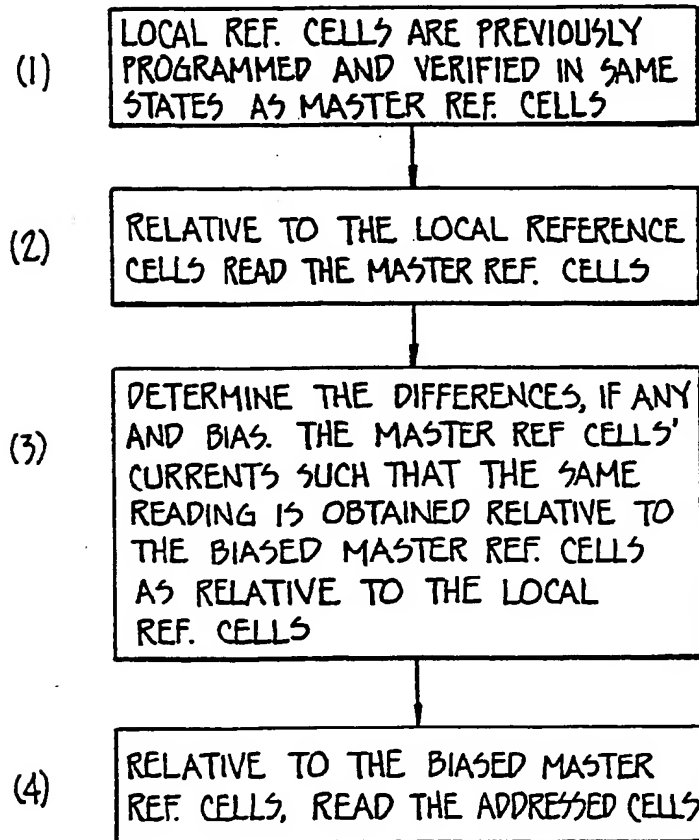 (1)
LOCAL REF. CELLS ARE PREVIOUSLY
PROGRAMMED AND VERIFIED IN SAME
STATES AS MASTER REF. CELLS
(2)
RELATIVE TO THE LOCAL REFERENCE
CELLS READ THE MASTER REF. CELLS
(3)
DETERMINE THE DIFFERENCES, IF ANY
AND BIAS. THE MASTER REF CELLS'
CURRENTS SUCH THAT THE SAME
READING IS OBTAINED RELATIVE TO
THE BIASED MASTER REF. CELLS
AS RELATIVE TO THE LOCAL
REF. CELLS
(4)
RELATIVE TO THE BIASED MASTER
REF. CELLS, READ THE ADDRESSED CELLS